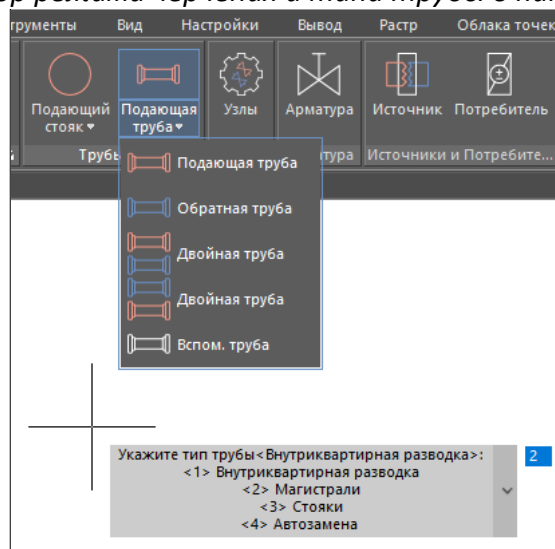 Вид Настройки Вывод Растр Облака точек
Подающий стояк
Подающая труба
Узлы
Арматура
Источник
Потребитель
Источники и Потребите...
Подающая труба
Обратная труба
Двойная труба
Двойная труба
Вспом. труба
Укажите тип трубы<Внутриквартирная разводка>:
2
<1> Внутриквартирная разводка
<2> Магистрали
<3> Стояки
<4> Автозамена